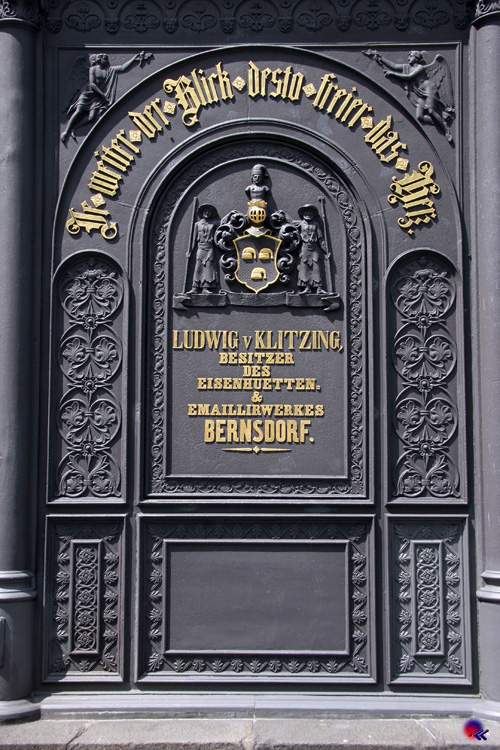 Je·weiter·der·Blick·desto·freier·das·Herz.
LUDWIG v KLITZING,
BESITZER
DES
EISENHUETTEN-
&
EMAILLIRWERKES
BERNSDORF.